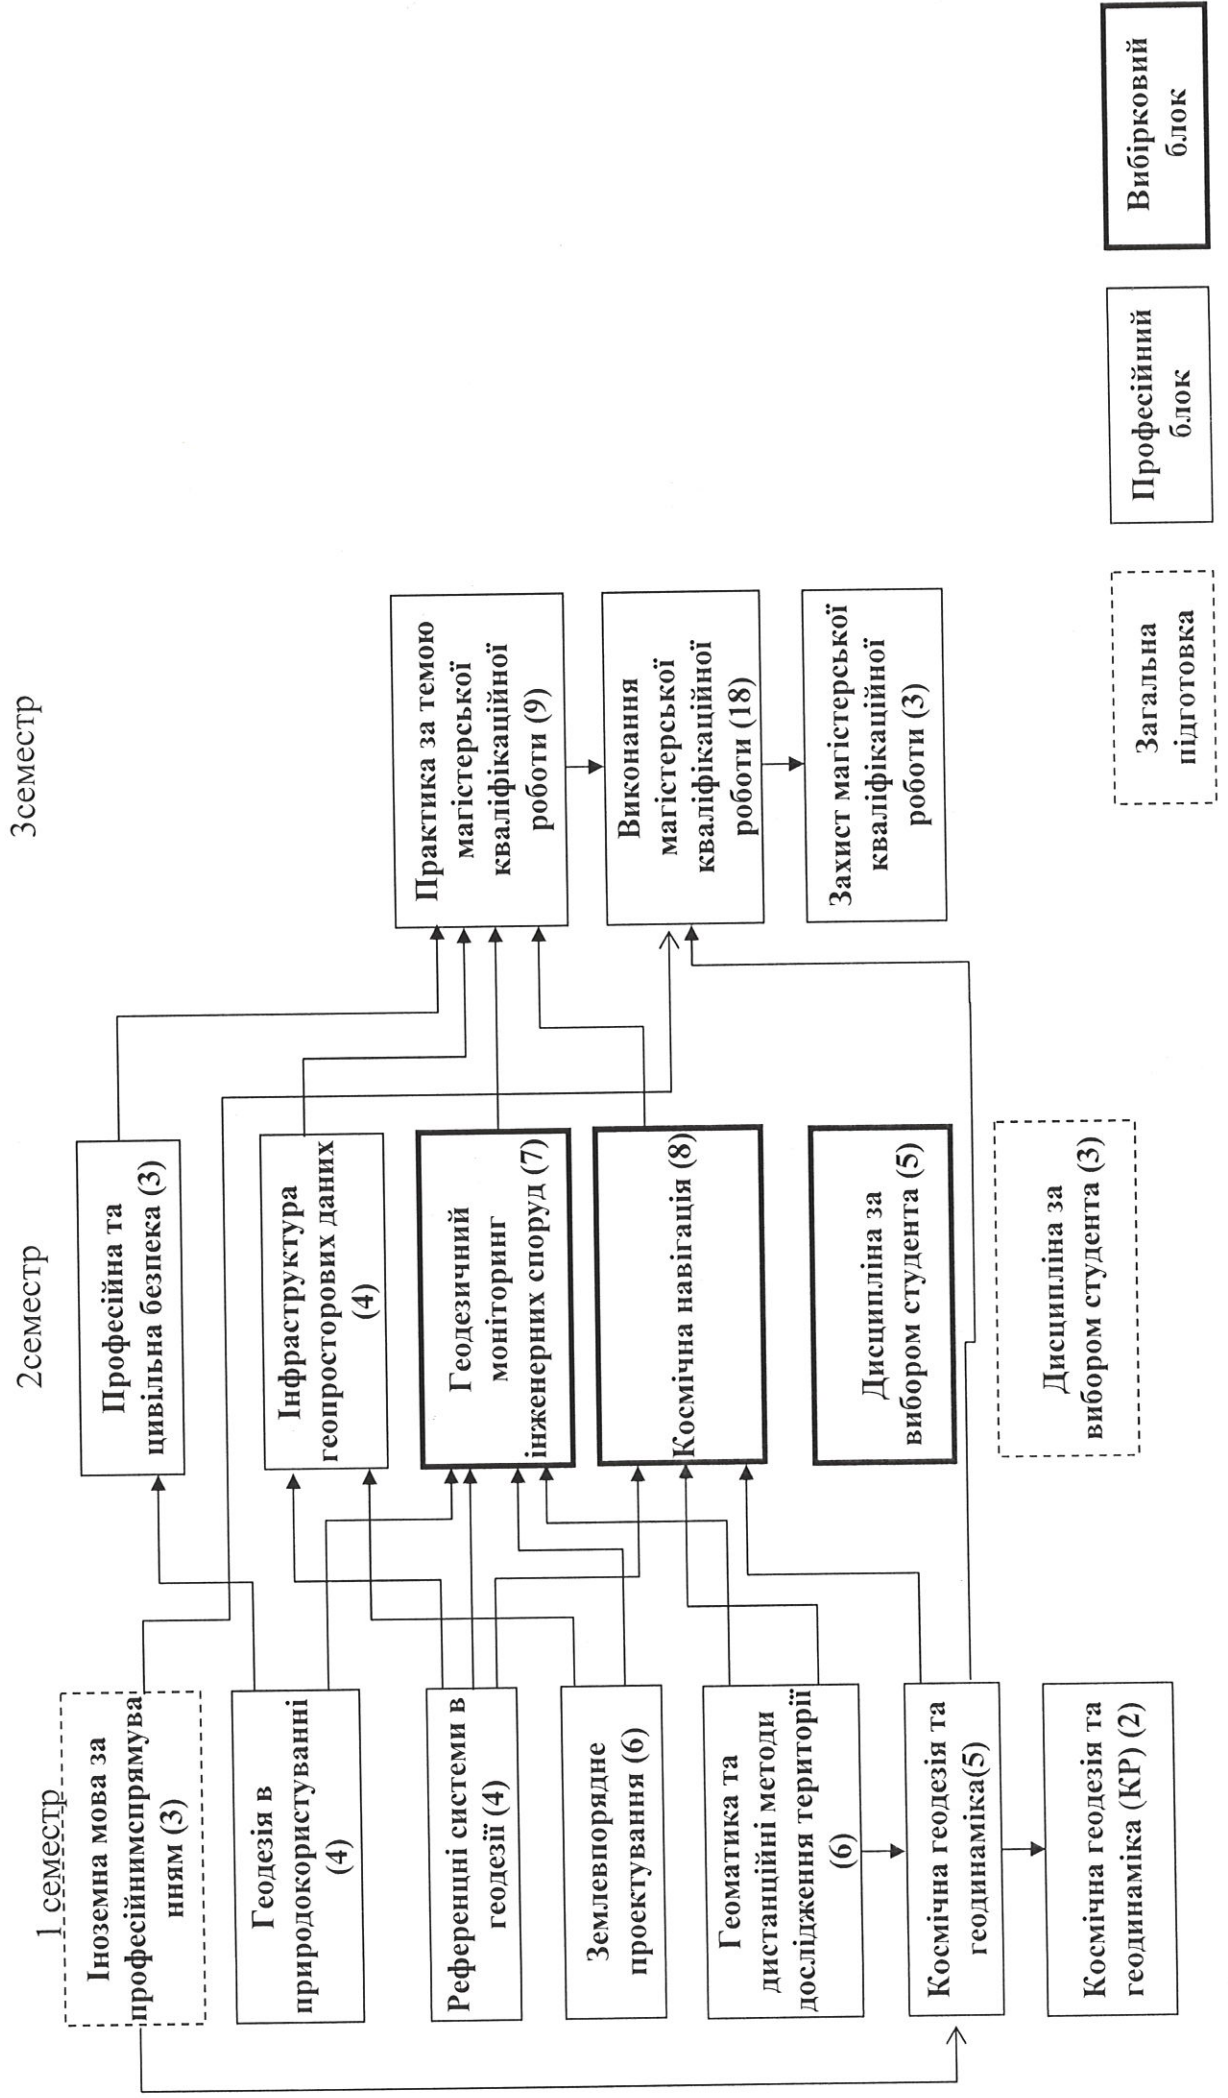 1 семестр
Іноземна мова за
професійнимспрямува
нням (3)
Геодезія в
природокористуванні
(4)
Референці системи в
геодезії (4)
Землевпорядне
проектування (6)
Геоматика та
дистанційні методи
дослідження території
(6)
Космічна геодезія та
геодинаміка(5)
Космічна геодезія та
геодинаміка (КР) (2)
2семестр
Професійна та
цивільна безпека (3)
Інфраструктура
геопросторових даних
(4)
Геодезичний
моніторинг
інженерних споруд (7)
Космічна навігація (8)
Дисципліна за
вибором студента (5)
Дисципліна за
вибором студента (3)
3семестр
Практика за темою
магістерської
кваліфікаційної
роботи (9)
Виконання
магістерської
кваліфікаційної
роботи (18)
Захист магістерської
кваліфікаційної
роботи (3)
Загальна
підготовка
Професійний
блок
Вибірковий
блок